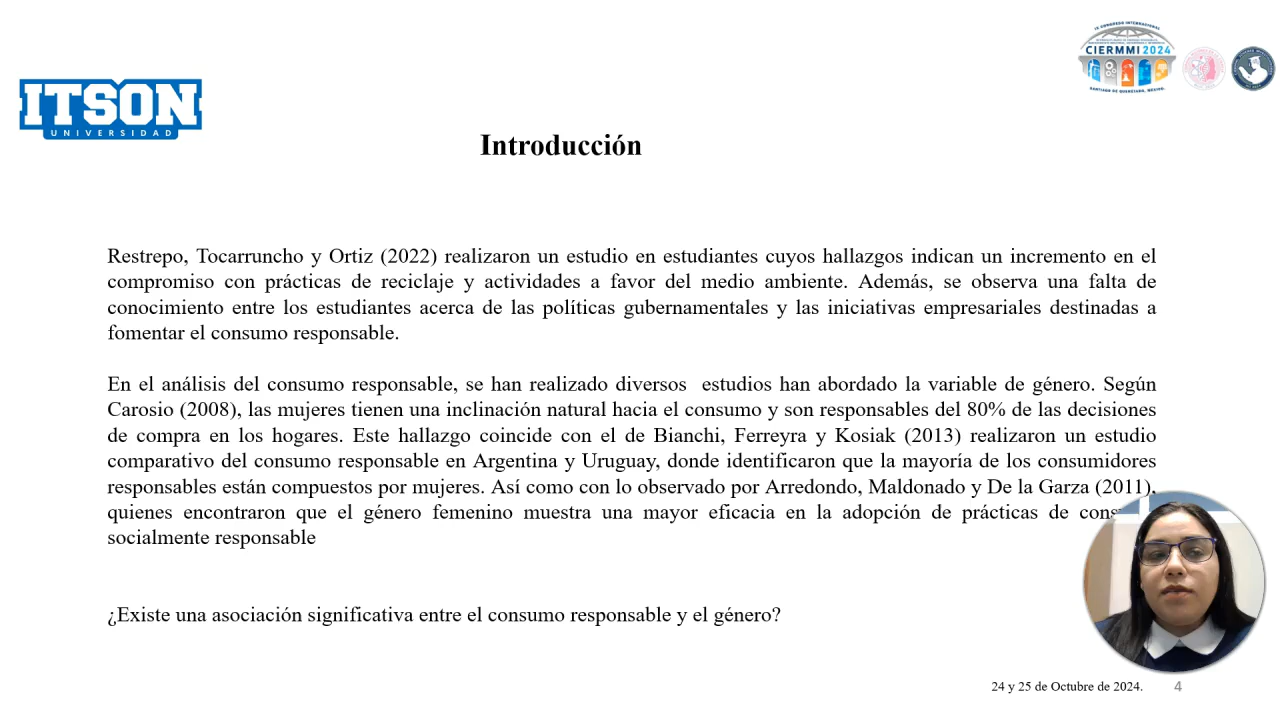 IX CONGRESO INTERNACIONAL
CIERMMI 2024
SANTIAGO DE QUERÉTARO, MÉXICO.
ITSON
UNIVERSIDAD
Introducción
Restrepo, Tocarruncho y Ortiz (2022) realizaron un estudio en estudiantes cuyos hallazgos indican un incremento en el
compromiso con prácticas de reciclaje y actividades a favor del medio ambiente. Además, se observa una falta de
conocimiento entre los estudiantes acerca de las políticas gubernamentales y las iniciativas empresariales destinadas a
fomentar el consumo responsable.
En el análisis del consumo responsable, se han realizado diversos  estudios han abordado la variable de género. Según
Carosio (2008), las mujeres tienen una inclinación natural hacia el consumo y son responsables del 80% de las decisiones
de compra en los hogares. Este hallazgo coincide con el de Bianchi, Ferreyra y Kosiak (2013) realizaron un estudio
comparativo del consumo responsable en Argentina y Uruguay, donde identificaron que la mayoría de los consumidores
responsables están compuestos por mujeres. Así como con lo observado por Arredondo, Maldonado y De la Garza (2011),
quienes encontraron que el género femenino muestra una mayor eficacia en la adopción de prácticas de
socialmente responsable
¿Existe una asociación significativa entre el consumo responsable y el género?
24 y 25 de Octubre de 2024.
4